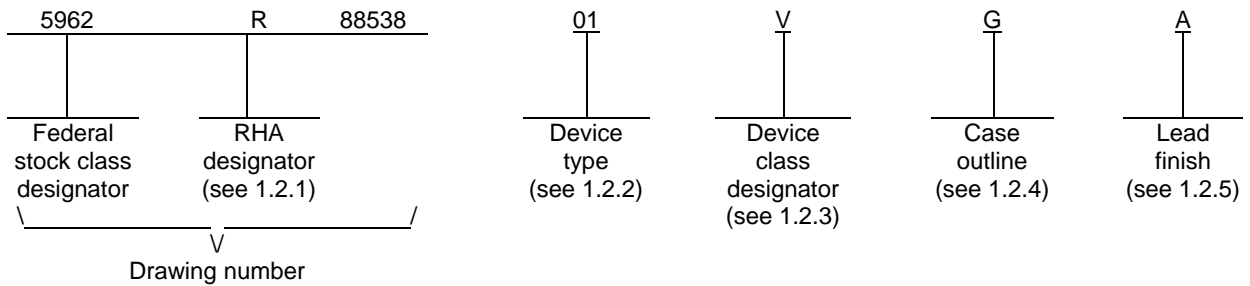 5962 R 88538 01 V G A
Federal RHA Device Device Case Lead
stock class designator type class outline finish
designator (see 1.2.1) (see 1.2.2) designator (see 1.2.4) (see 1.2.5)
(see 1.2.3)
\ /
\/
Drawing number